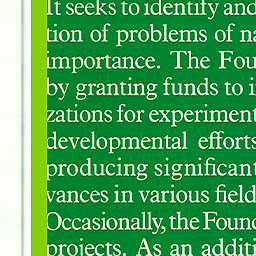 It seeks to identify and
tion of problems of na
importance. The Fou
by granting funds to i
zations for experiment
developmental efforts
producing significant
vances in various field
Occasionally, the Found
projects. As an additi